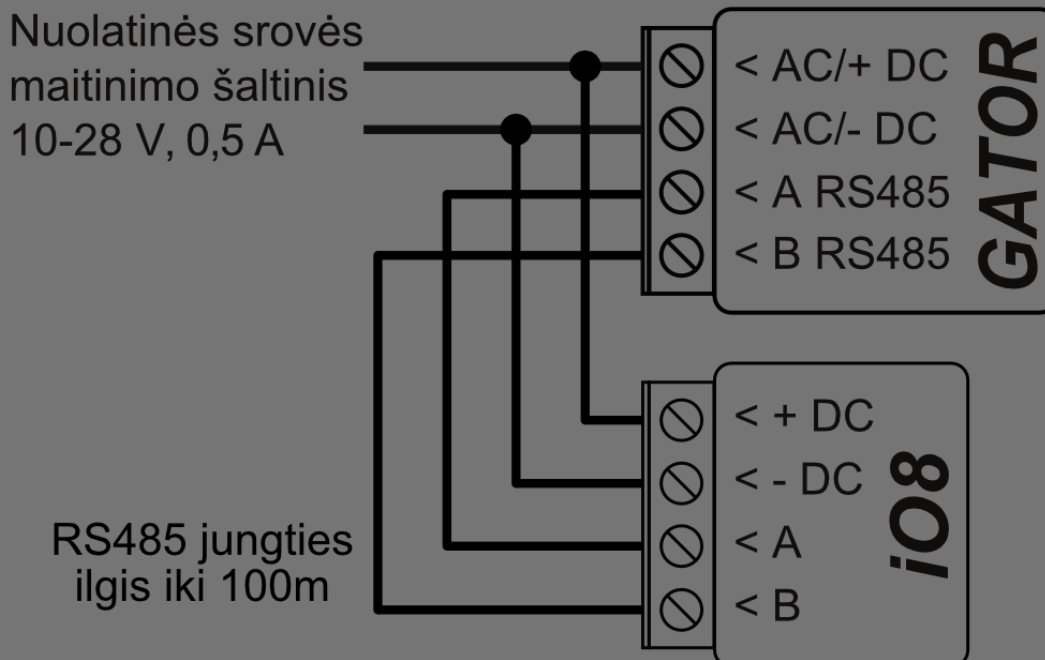 Nuolatinės srovės
maitinimo šaltinis
10-28 V, 0,5 A
< AC/+ DC
< AC/- DC
< A RS485
< B RS485
GATOR
< + DC
< - DC
< A
< B
iO8
RS485 jungties
ilgis iki 100m